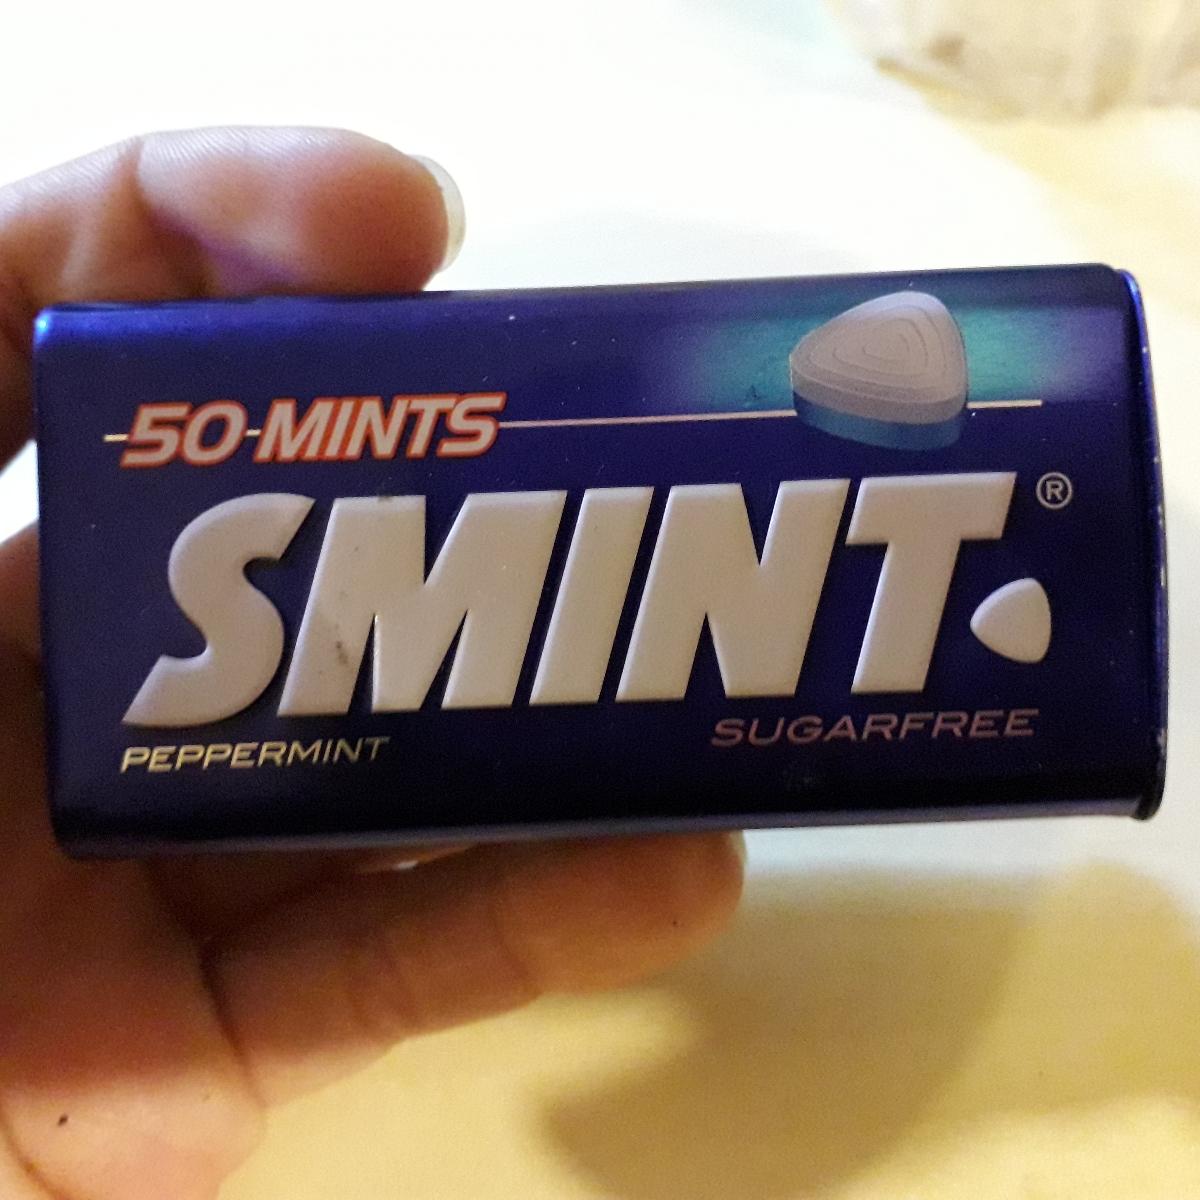 50 MINTS
SMINT®
PEPPERMINT
SUGARFREE